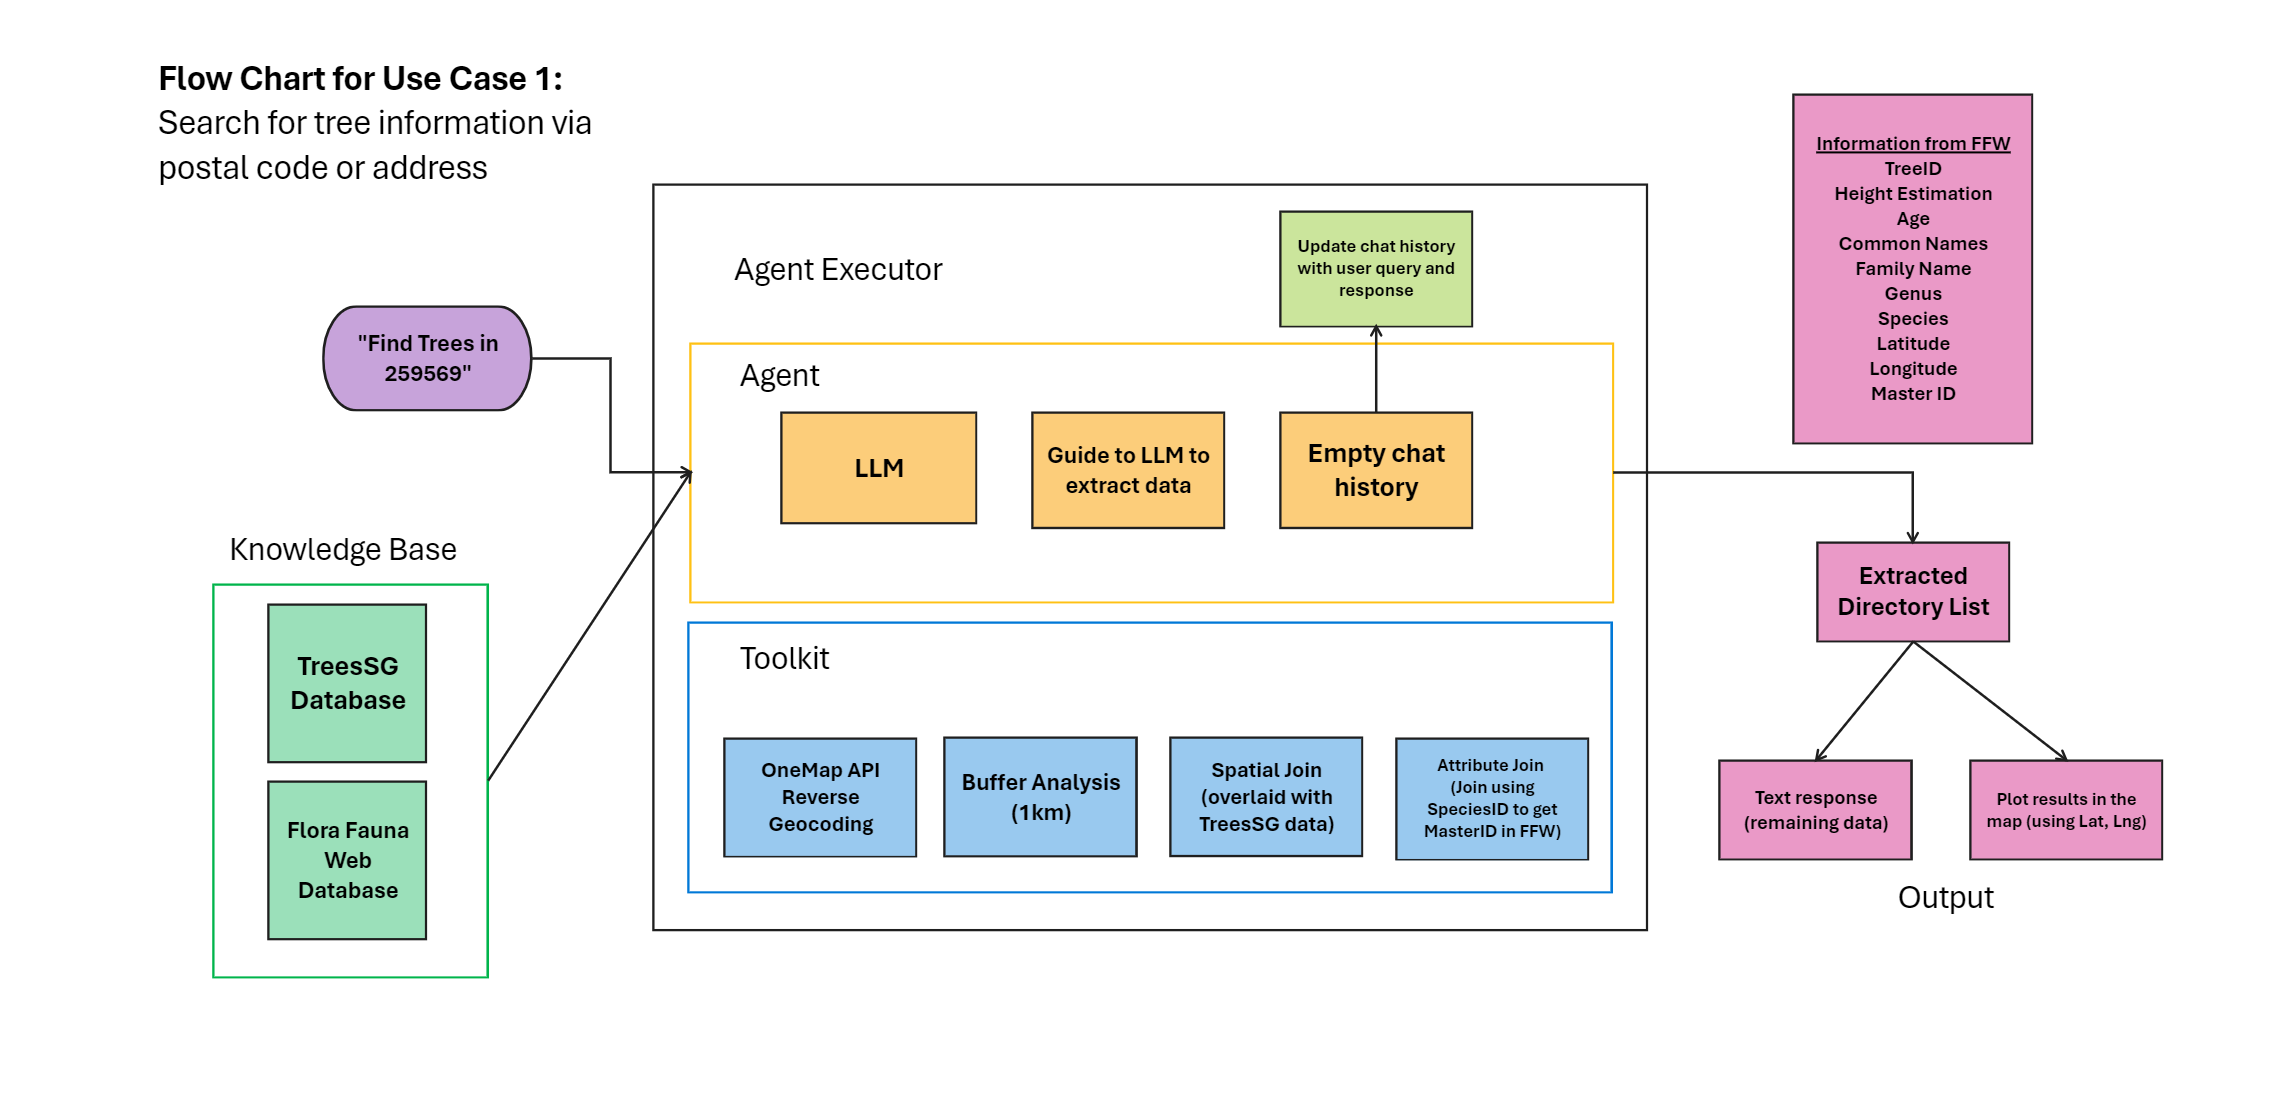 Flow Chart for Use Case 1:
Search for tree information via
postal code or address
"Find Trees in
259569"
Knowledge Base
TreesSG
Database
Flora Fauna
Web
Database
Agent Executor
Update chat history
with user query and
response
Agent
LLM
Guide to LLM to
extract data
Empty chat
history
Toolkit
OneMap API
Reverse
Geocoding
Buffer Analysis
(1km)
Spatial Join
(overlaid with
TreesSG data)
Attribute Join
(Join using
SpeciesID to get
MasterID in FFW)
Information from FFW
TreeID
Height Estimation
Age
Common Names
Family Name
Genus
Species
Latitude
Longitude
Master ID
Extracted
Directory List
Text response
(remaining data)
Plot results in the
map (using Lat, Lng)
Output